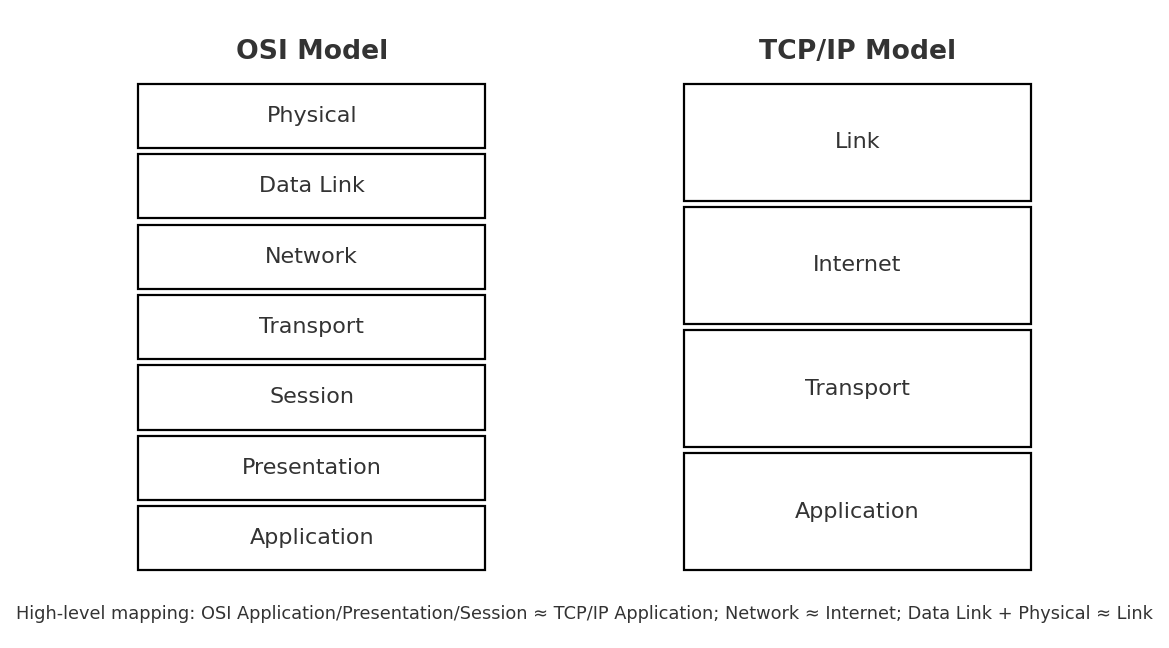 OSI Model
Physical
Data Link
Network
Transport
Session
Presentation
Application
TCP/IP Model
Link
Internet
Transport
Application
High-level mapping: OSI Application/Presentation/Session ≈ TCP/IP Application; Network ≈ Internet; Data Link + Physical ≈ Link